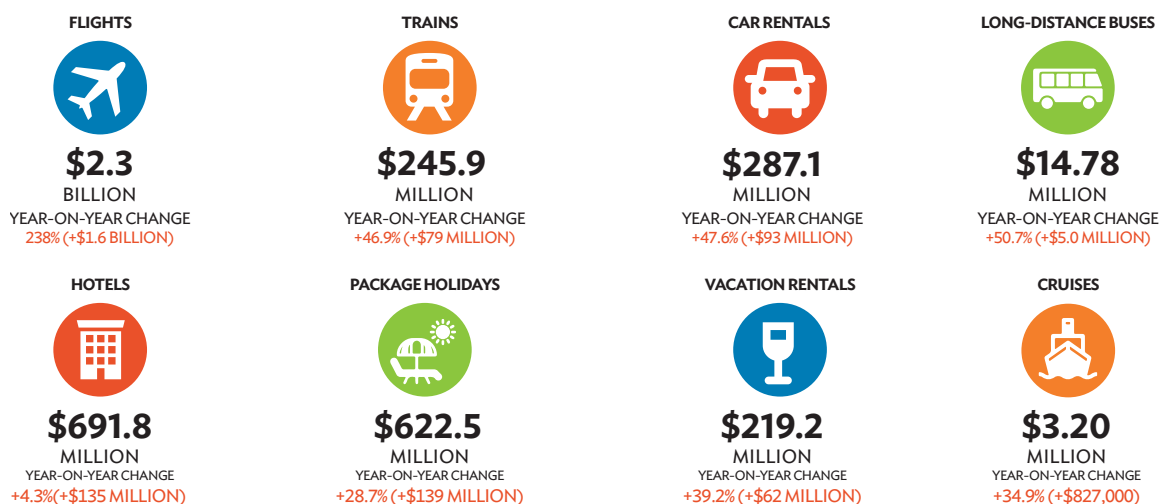 FLIGHTS
$2.3
BILLION
YEAR-ON-YEAR CHANGE
238% (+$1.6 BILLION)
TRAINS
$245.9
MILLION
YEAR-ON-YEAR CHANGE
+46.9% (+$79 MILLION)
CAR RENTALS
$287.1
MILLION
YEAR-ON-YEAR CHANGE
+47.6% (+$93 MILLION)
LONG-DISTANCE BUSES
$14.78
MILLION
YEAR-ON-YEAR CHANGE
+50.7% (+$5.0 MILLION)
HOTELS
$691.8
MILLION
YEAR-ON-YEAR CHANGE
+4.3%(+$135 MILLION)
PACKAGE HOLIDAYS
$622.5
MILLION
YEAR-ON-YEAR CHANGE
+28.7% (+$139 MILLION)
VACATION RENTALS
$219.2
MILLION
YEAR-ON-YEAR CHANGE
+39.2% (+$62 MILLION)
CRUISES
$3.20
MILLION
YEAR-ON-YEAR CHANGE
+34.9% (+$827,000)